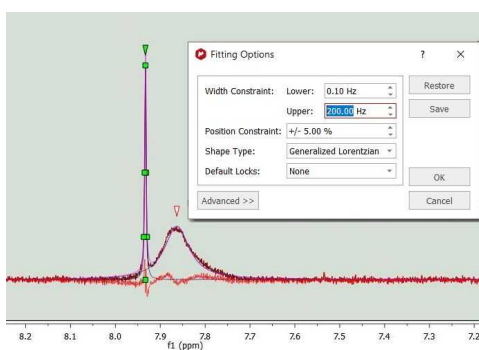 Fitting Options ? ×
Width Constraint: Lower: 0.10 Hz
Upper: 200.00 Hz
Position Constraint: +/- 5.00 %
Shape Type: Generalized Lorentzian
Default Locks: None
Advanced >>
Restore
Save
OK
Cancel
8.2 8.1 8.0 7.9 7.8 7.7 7.6 7.5 7.4 7.3 7.2
f1 (ppm)